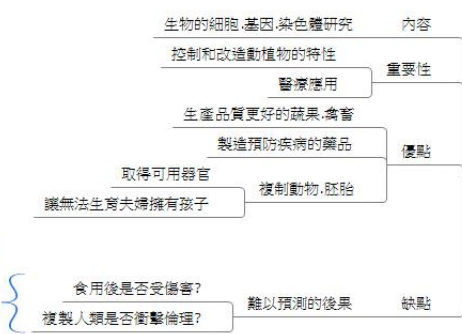 生物的細胞.基因.染色體研究 內容
控制和改造動植物的特性
重要性
醫療應用
生產品質更好的蔬果.禽畜
製造預防疾病的藥品
優點
取得可用器官
複制動物.胚胎
讓無法生育夫婦擁有孩子
食用後是否受傷害?
難以預測的後果 缺點
複製人類是否衝擊倫理?